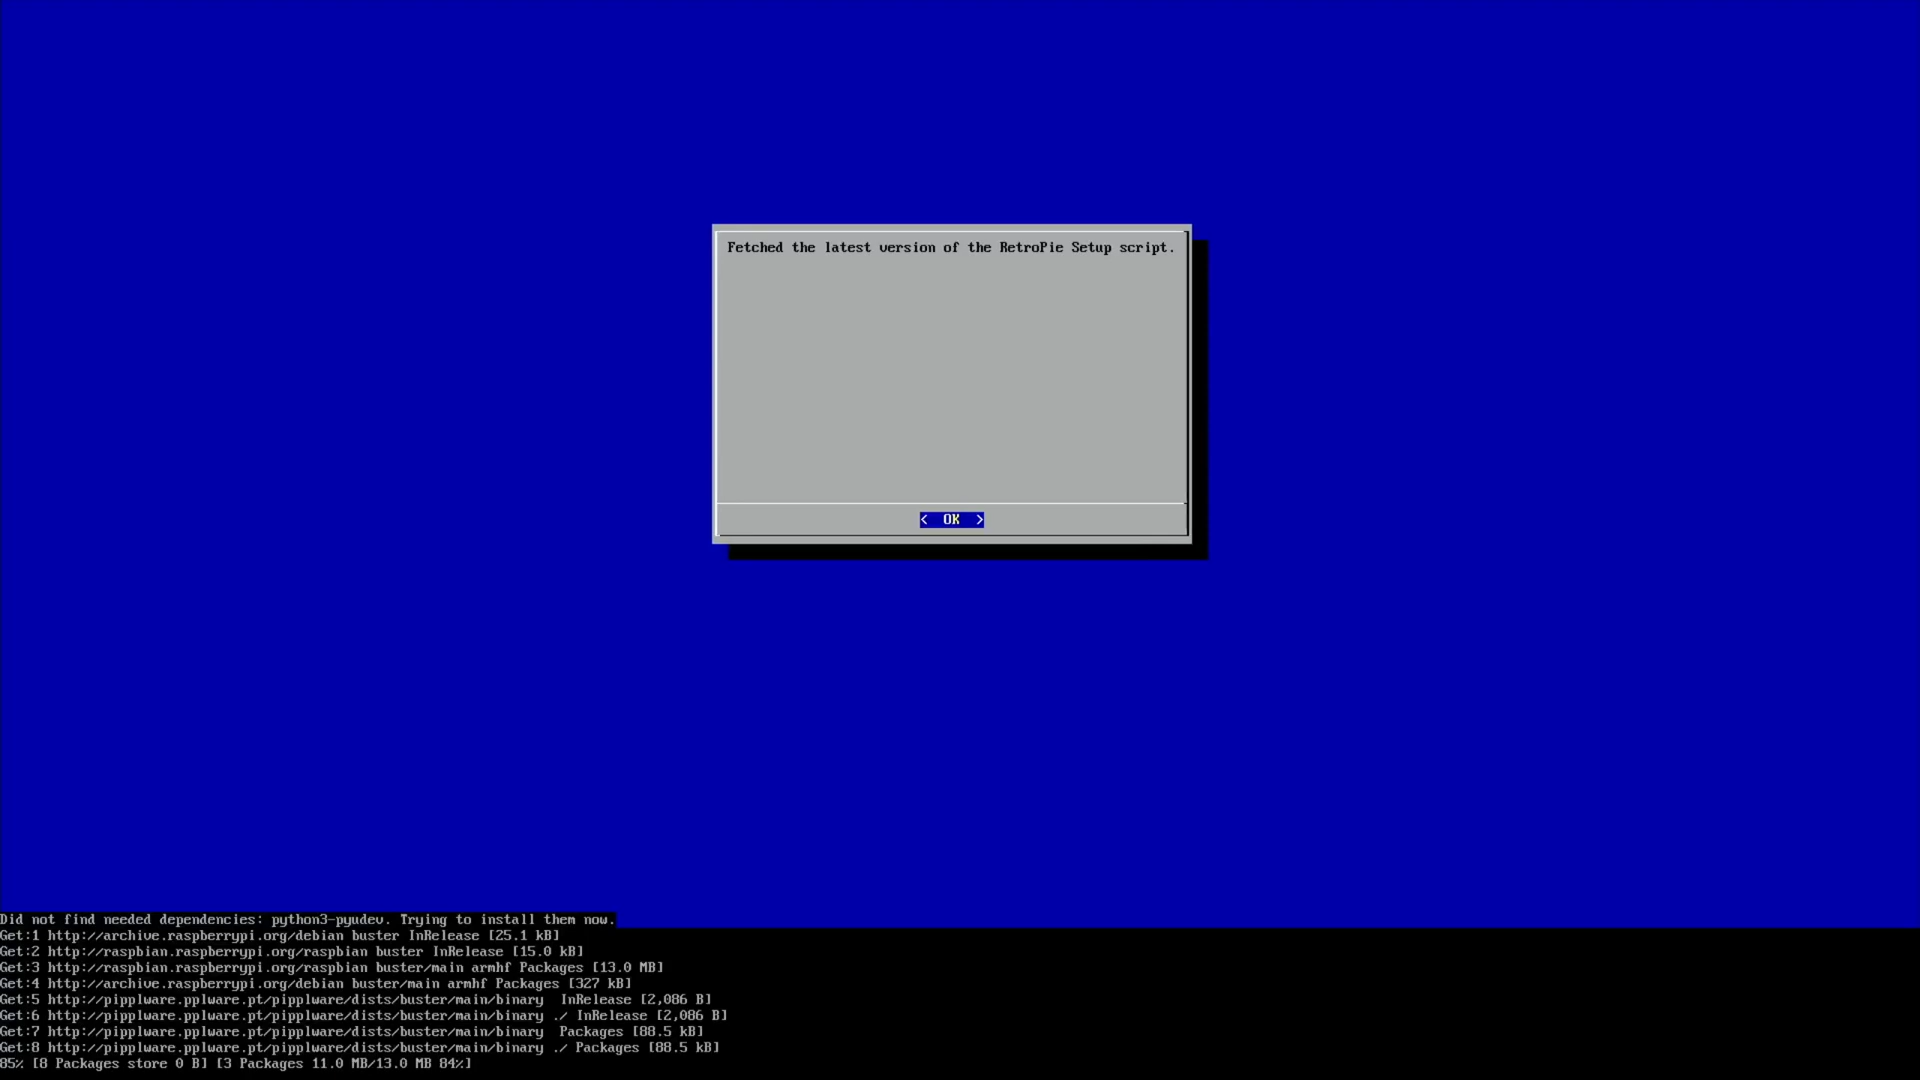 Fetched the latest version of the RetroPie Setup script.
< OK >
Did not find needed dependencies: python3-pyudev. Trying to install them now.
Get:1 http://archive.raspberrypi.org/debian buster InRelease [25.1 kB]
Get:2 http://raspbian.raspberrypi.org/raspbian buster InRelease [15.0 kB]
Get:3 http://raspbian.raspberrypi.org/raspbian buster/main armhf Packages [13.0 MB]
Get:4 http://archive.raspberrypi.org/debian buster/main armhf Packages [327 kB]
Get:5 http://pipplware.pplware.pt/pipplware/dists/buster/main/binary  InRelease [2,086 B]
Get:6 http://pipplware.pplware.pt/pipplware/dists/buster/main/binary ./ InRelease [2,086 B]
Get:7 http://pipplware.pplware.pt/pipplware/dists/buster/main/binary  Packages [88.5 kB]
Get:8 http://pipplware.pplware.pt/pipplware/dists/buster/main/binary ./ Packages [88.5 kB]
85% [8 Packages store 0 B] [3 Packages 11.0 MB/13.0 MB 84%]